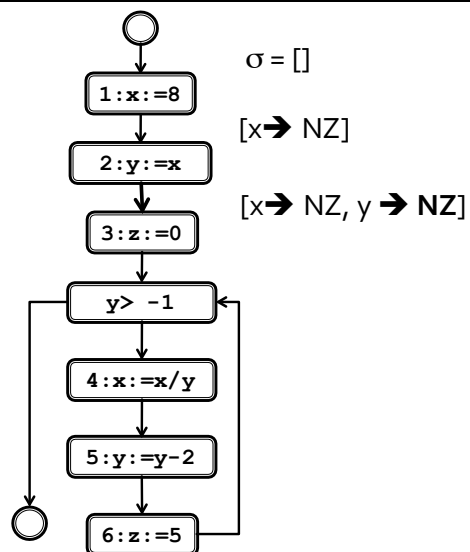 σ = []
1:x:=8
[x➔ NZ]
2:y:=x
[x➔ NZ, y ➔ NZ]
3:z:=0
y> -1
4:x:=x/y
5:y:=y-2
6:z:=5